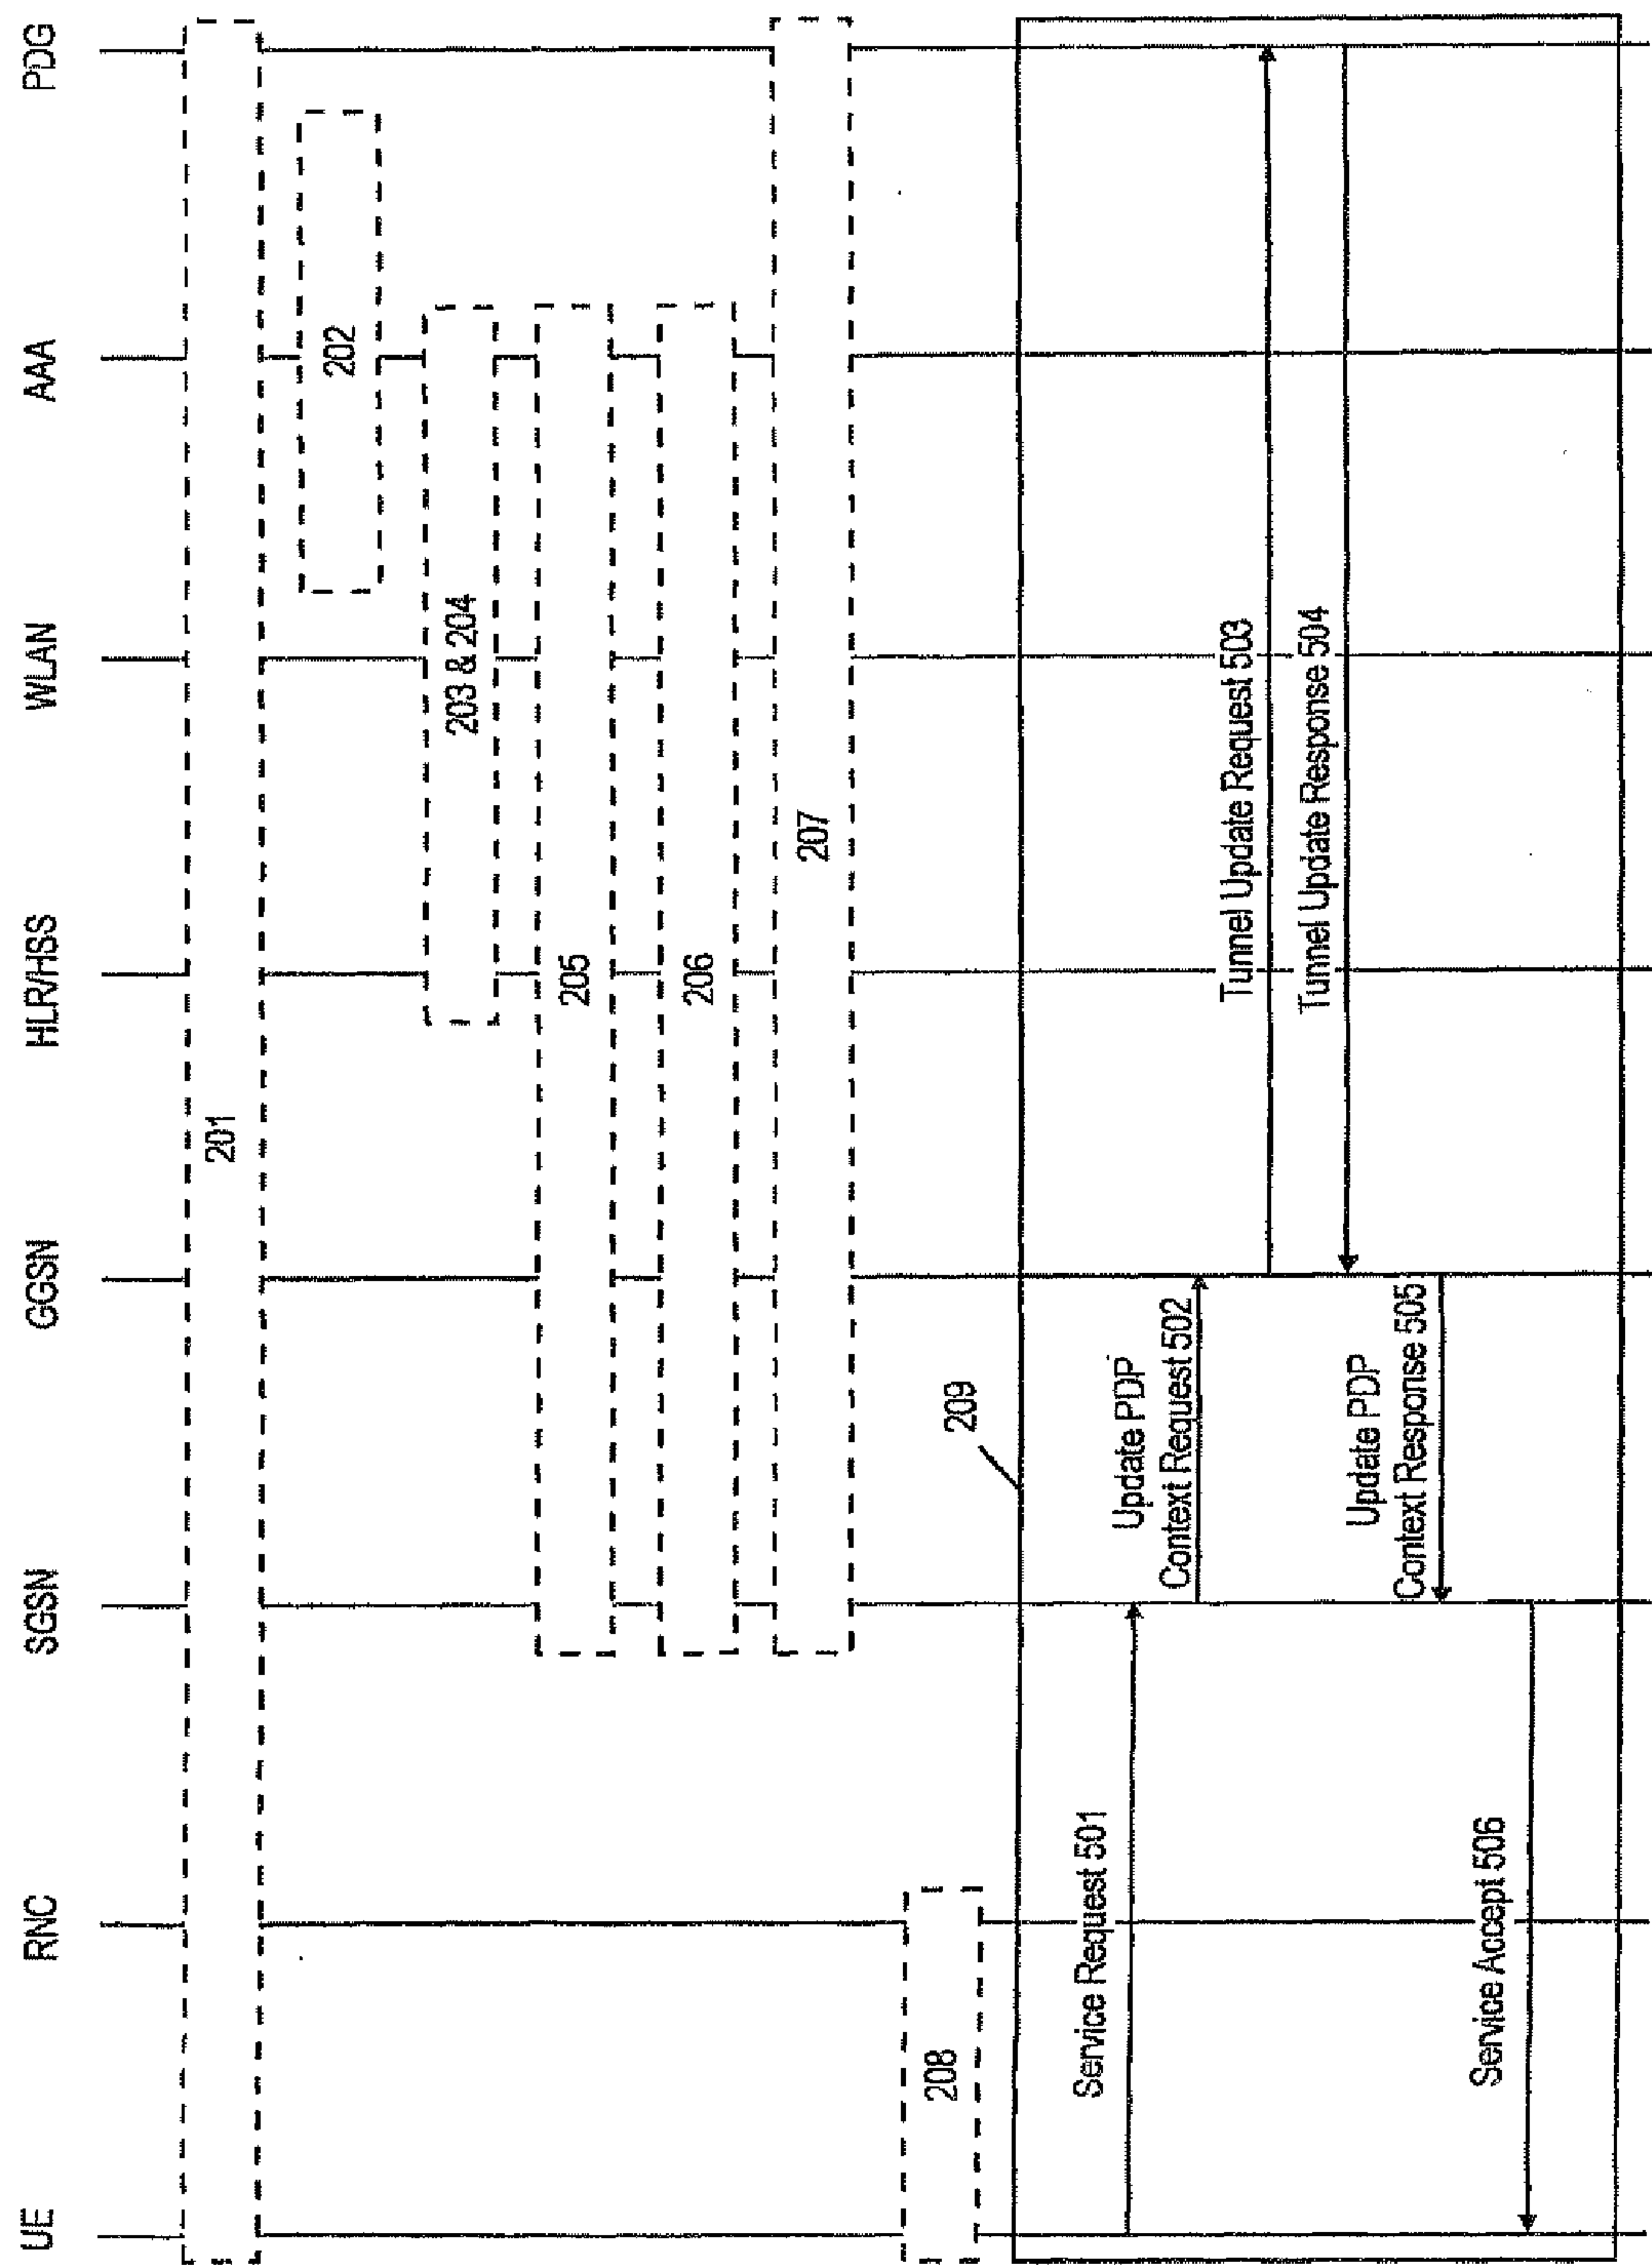 UE
RNC
SGSN
GGSN
HLR/HSS
WLAN
AAA
PDG
201
202
203 & 204
205
206
207
208
209
Service Request 501
Update PDP
Context Request 502
Tunnel Update Request 503
Tunnel Update Response 504
Update PDP
Context Response 505
Service Accept 506